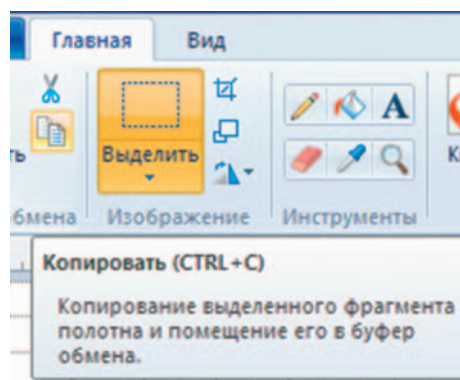 Главная Вид
А
Выделить
ть
К
бмена Изображение Инструменты
Копировать (CTRL+C)
Копирование выделенного фрагмента
полотна и помещение его в буфер
обмена.